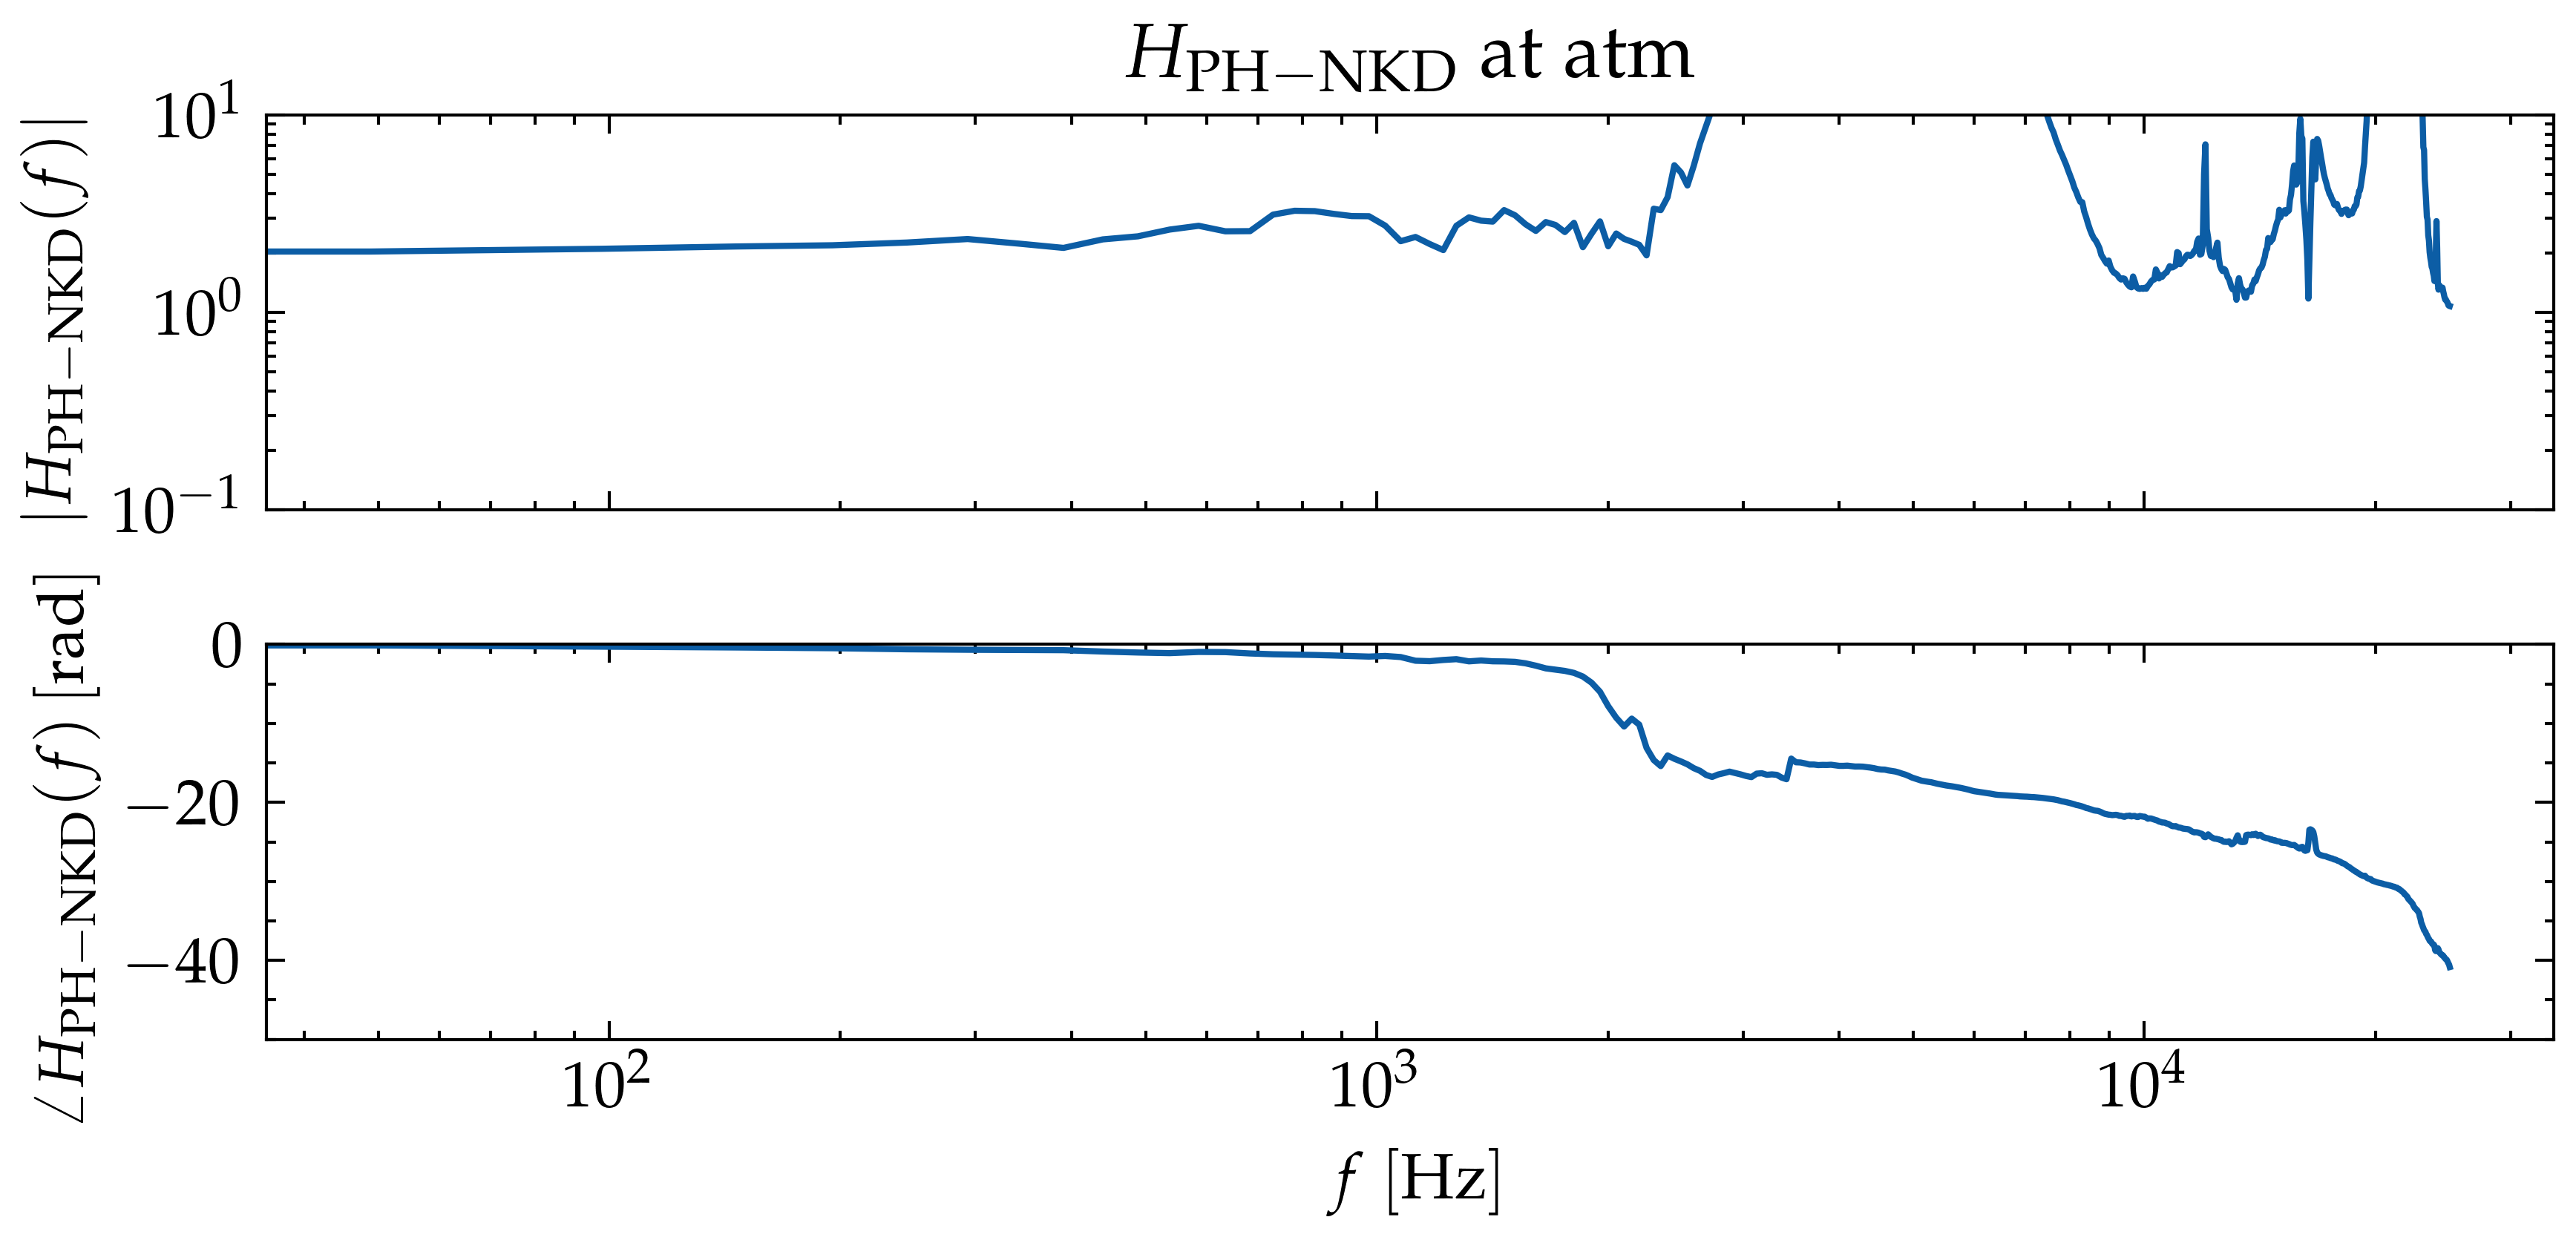 H_PH−NKD at atm
|H_PH−NKD(f)|
10^1
10^0
10^−1
∠H_PH−NKD(f) [rad]
0
−20
−40
10^2 10^3 10^4
f [Hz]